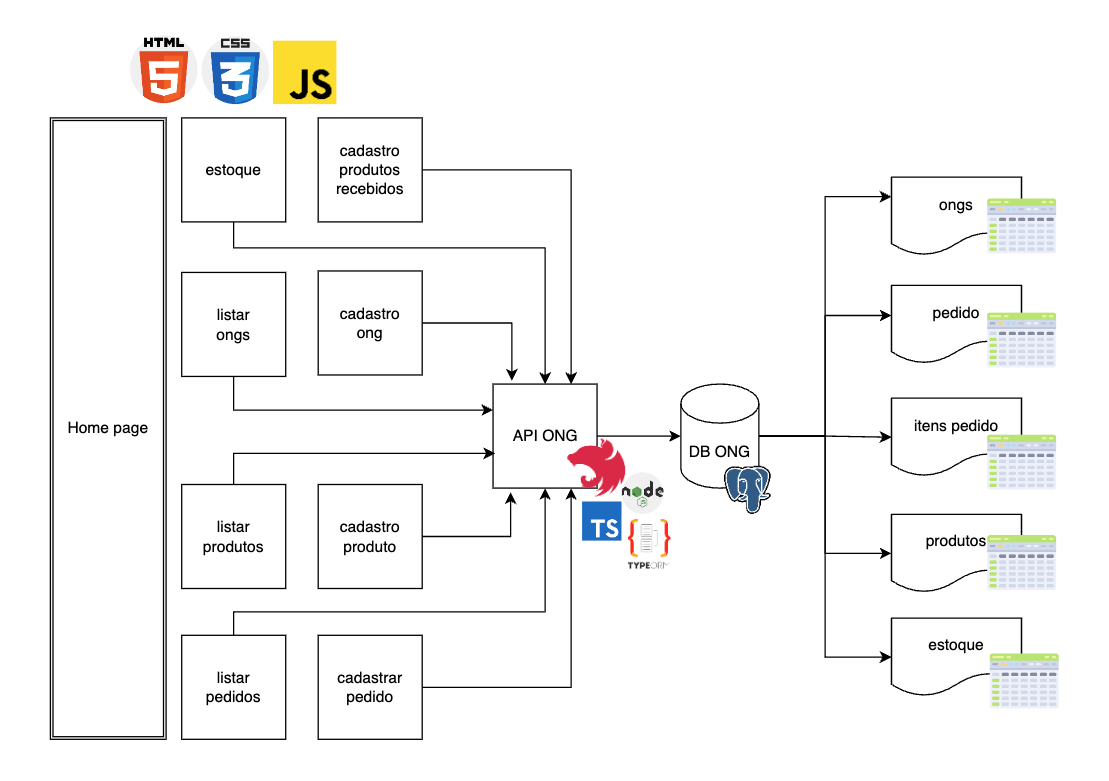 HTML
5
CSS
3
JS
Home page
estoque
cadastro
produtos
recebidos
listar
ongs
cadastro
ong
listar
produtos
cadastro
produto
listar
pedidos
cadastrar
pedido
API ONG
node
JS
TS
TYPEORM
DB ONG
ongs
pedido
itens pedido
produtos
estoque